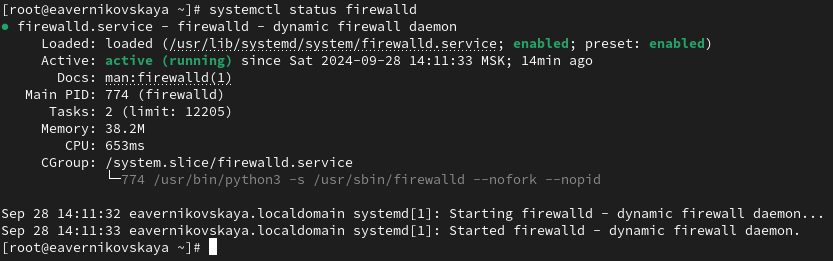 [root@eavernikovskaya ~]# systemctl status firewalld
● firewalld.service - firewalld - dynamic firewall daemon
     Loaded: loaded (/usr/lib/systemd/system/firewalld.service; enabled; preset: enabled)
     Active: active (running) since Sat 2024-09-28 14:11:33 MSK; 14min ago
       Docs: man:firewalld(1)
   Main PID: 774 (firewalld)
      Tasks: 2 (limit: 12205)
     Memory: 38.2M
        CPU: 653ms
     CGroup: /system.slice/firewalld.service
             └─774 /usr/bin/python3 -s /usr/sbin/firewalld --nofork --nopid

Sep 28 14:11:32 eavernikovskaya.localdomain systemd[1]: Starting firewalld - dynamic firewall daemon...
Sep 28 14:11:33 eavernikovskaya.localdomain systemd[1]: Started firewalld - dynamic firewall daemon.
[root@eavernikovskaya ~]#